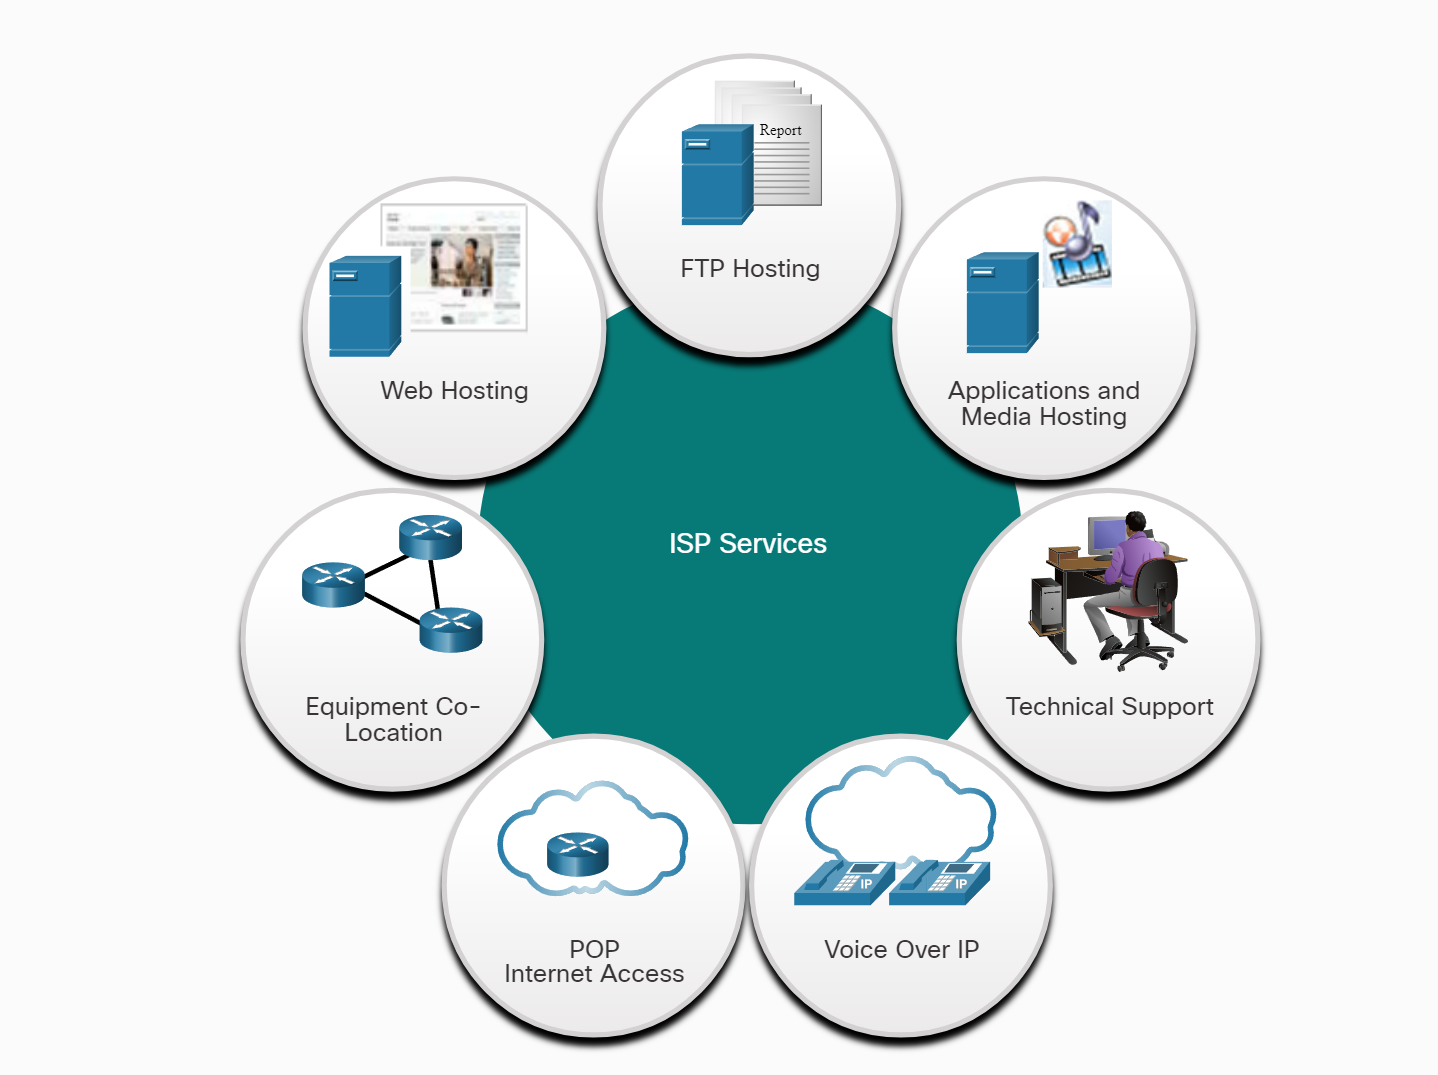 Report
FTP Hosting
Web Hosting
Applications and
Media Hosting
ISP Services
Equipment Co-
Location
Technical Support
POP
Internet Access
IP
IP
Voice Over IP